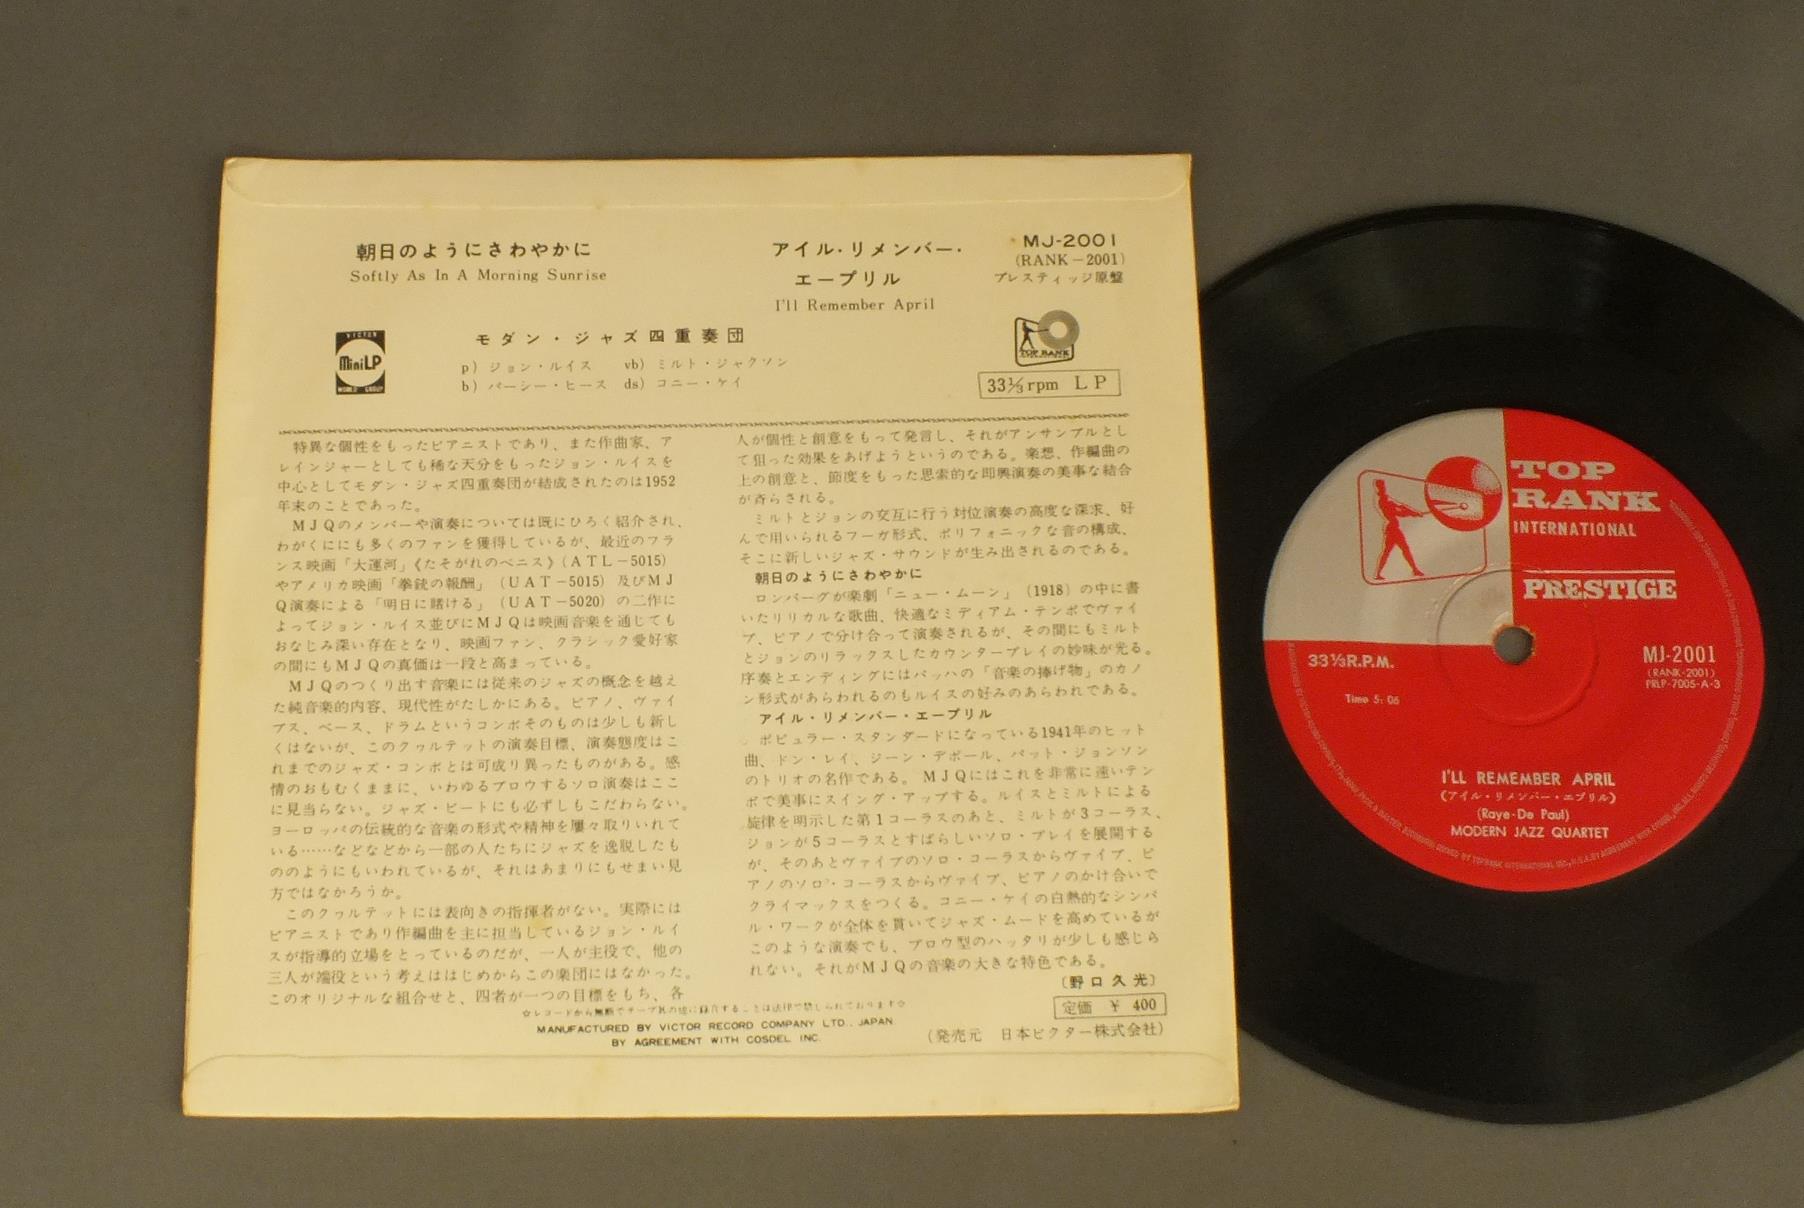 朝日のようにさわやかに
Softly As In A Morning Sunrise
アイル・リメンバー・
エープリル
I'll Remember April
MJ-2001
(RANK-2001)
プレスティッジ原盤
VICTOR
Mini LP
WORLD GROUP
モダン・ジャズ四重奏団
p) ジョン・ルイス vb) ミルト・ジャクソン
b) パーシー・ヒース ds) コニー・ケイ
TOP RANK
33⅓rpm LP
特異な個性をもったピアニストであり、また作曲家、ア
レインジャーとしても稀な天分をもったジョン・ルイスを
中心としてモダン・ジャズ四重奏団が結成されたのは1952
年末のことであった。
MJQのメンバーや演奏については既にひろく紹介され、
わがくににも多くのファンを獲得しているが、最近のフラ
ンス映画「大運河」《たそがれのベニス》(ATL-5015)
やアメリカ映画「拳銃の報酬」(UAT-5015) 及びMJ
Q演奏による「明日に賭ける」(UAT-5020) の二作に
よってジョン・ルイス並びにMJQは映画音楽を通じても
おなじみ深い存在となり、映画ファン、クラシック愛好家
の間にもMJQの真価は一段と高まっている。
MJQのつくり出す音楽には従来のジャズの概念を越え
た純音楽的内容、現代性がたしかにある。ピアノ、ヴァイ
ブス、ベース、ドラムというコンボそのものは少しも新し
くはないが、このクヮルテットの演奏目標、演奏態度はこ
れまでのジャズ・コンボとは可成り異ったものがある。感
情のおもむくままに、いわゆるブロウするソロ演奏はここ
に見当らない。ジャズ・ビートにも必ずしもこだわらない。
ヨーロッパの伝統的な音楽の形式や精神を屢々取りいれて
いる……などなどから一部の人たちにジャズを逸脱したも
ののようにもいわれているが、それはあまりにもせまい見
方ではなかろうか。
このクヮルテットには表向きの指揮者がない。実際には
ピアニストであり作編曲を主に担当しているジョン・ルイ
スが指導的立場をとっているのだが、一人が主役で、他の
三人が端役という考えははじめからこの楽団にはなかった。
このオリジナルな組合せと、四者が一つの目標をもち、各
人が個性と創意をもって発言し、それがアンサンブルとし
て狙った効果をあげようというのである。楽想、作編曲の
上の創意と、節度をもった思索的な即興演奏の美事な結合
が斉らされる。
ミルトとジョンの交互に行う対位演奏の高度な深求、好
んで用いられるフーガ形式、ポリフォニックな音の構成、
そこに新しいジャズ・サウンドが生み出されるのである。
朝日のようにさわやかに
ロンバーグが楽劇「ニュー・ムーン」(1918) の中に書
いたリリカルな歌曲、快適なミディアム・テンポでヴァイ
ブ、ピアノで分け合って演奏されるが、その間にもミルト
とジョンのリラックスしたカウンタープレイの妙味が光る。
序奏とエンディングにはバッハの「音楽の捧げ物」のカノ
ン形式があらわれるのもルイスの好みのあらわれである。
アイル・リメンバー・エープリル
ポピュラー・スタンダードになっている1941年のヒット
曲、ドン・レイ、ジーン・デポール、パット・ジョンソン
のトリオの名作である。MJQにはこれを非常に速いテン
ポで美事にスイング・アップする。ルイスとミルトによる
旋律を明示した第1コーラスのあと、ミルトが3コーラス、
ジョンが5コーラスとすばらしいソロ・プレイを展開する
が、そのあとヴァイブのソロ・コーラスからヴァイブ、ピ
アノのソロ・コーラスからヴァイブ、ピアノのかけ合いで
クライマックスをつくる。コニー・ケイの白熱的なシンバ
ル・ワークが全体を貫いてジャズ・ムードを高めているが
このような演奏でも、ブロウ型のハッタリが少しも感じら
れない。それがMJQの音楽の大きな特色である。
〔野口久光〕
☆レコードから無断でテープ其の他に録音することは法律で禁じられております☆
定価 ¥ 400
MANUFACTURED BY VICTOR RECORD COMPANY LTD., JAPAN
BY AGREEMENT WITH COSDEL INC.
(発売元 日本ビクター株式会社)
TOP
RANK
INTERNATIONAL
PRESTIGE
33⅓R.P.M.
MJ-2001
(RANK-2001)
PRLP-7005-A-3
Time 5:06
I'LL REMEMBER APRIL
(アイル・リメンバー・エプリル)
(Raye-De Paul)
MODERN JAZZ QUARTET